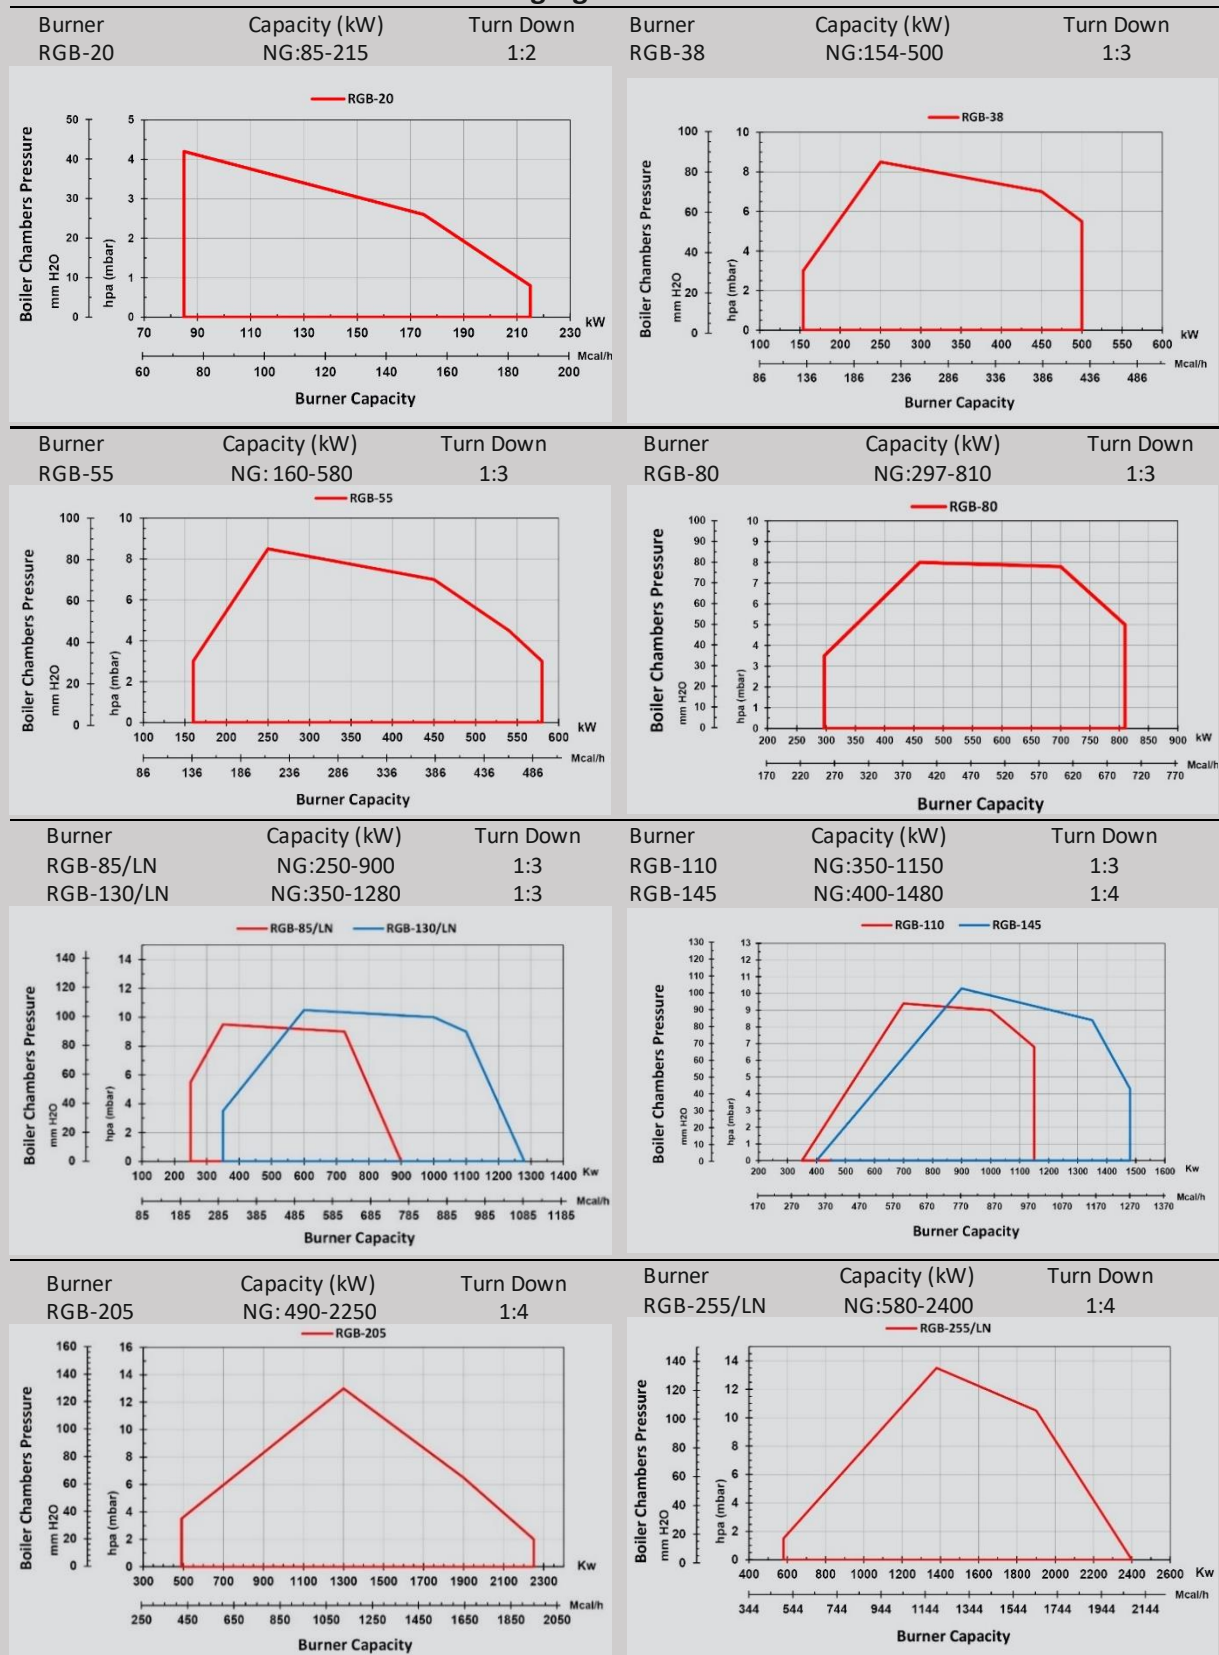 Burner Capacity (kW) Turn Down
RGB-20 NG:85-215 1:2
RGB-20
Boiler Chambers Pressure
mm H2O
50
40
30
20
10
0
hpa (mbar)
5
4
3
2
1
0
70 90 110 130 150 170 190 210 230 kW
60 80 100 120 140 160 180 200 Mcal/h
Burner Capacity
Burner Capacity (kW) Turn Down
RGB-38 NG:154-500 1:3
RGB-38
Boiler Chambers Pressure
mm H2O
100
80
60
40
20
0
hpa (mbar)
10
8
6
4
2
0
100 150 200 250 300 350 400 450 500 550 600 kW
86 136 186 236 286 336 386 436 486 Mcal/h
Burner Capacity
Burner Capacity (kW) Turn Down
RGB-55 NG: 160-580 1:3
RGB-55
Boiler Chambers Pressure
mm H2O
100
80
60
40
20
0
hpa (mbar)
10
8
6
4
2
0
100 150 200 250 300 350 400 450 500 550 600 kW
86 136 186 236 286 336 386 436 486 Mcal/h
Burner Capacity
Burner Capacity (kW) Turn Down
RGB-80 NG:297-810 1:3
RGB-80
Boiler Chambers Pressure
mm H2O
100
90
80
70
60
50
40
30
20
10
0
hpa (mbar)
10
9
8
7
6
5
4
3
2
1
0
200 250 300 350 400 450 500 550 600 650 700 750 800 850 900 kW
170 220 270 320 370 420 470 520 570 620 670 720 770 Mcal/h
Burner Capacity
Burner Capacity (kW) Turn Down
RGB-85/LN NG:250-900 1:3
RGB-130/LN NG:350-1280 1:3
RGB-85/LN RGB-130/LN
Boiler Chambers Pressure
mm H2O
140
120
100
80
60
40
20
0
hpa (mbar)
14
12
10
8
6
4
2
0
100 200 300 400 500 600 700 800 900 1000 1100 1200 1300 1400 Kw
85 185 285 385 485 585 685 785 885 985 1085 1185 Mcal/h
Burner Capacity
Burner Capacity (kW) Turn Down
RGB-110 NG:350-1150 1:3
RGB-145 NG:400-1480 1:4
RGB-110 RGB-145
Boiler Chambers Pressure
mm H2O
130
120
110
100
90
80
70
60
50
40
30
20
10
0
hpa (mbar)
13
12
11
10
9
8
7
6
5
4
3
2
1
0
200 300 400 500 600 700 800 900 1000 1100 1200 1300 1400 1500 1600 Kw
170 270 370 470 570 670 770 870 970 1070 1170 1270 1370 Mcal/h
Burner Capacity
Burner Capacity (kW) Turn Down
RGB-205 NG: 490-2250 1:4
RGB-205
Boiler Chambers Pressure
mm H2O
160
140
120
100
80
60
40
20
0
hpa (mbar)
16
14
12
10
8
6
4
2
0
300 500 700 900 1100 1300 1500 1700 1900 2100 2300 Kw
250 450 650 850 1050 1250 1450 1650 1850 2050 Mcal/h
Burner Capacity
Burner Capacity (kW) Turn Down
RGB-255/LN NG:580-2400 1:4
RGB-255/LN
Boiler Chambers Pressure
mm H2O
140
120
100
80
60
40
20
0
hpa (mbar)
14
12
10
8
6
4
2
0
400 600 800 1000 1200 1400 1600 1800 2000 2200 2400 2600 Kw
344 544 744 944 1144 1344 1544 1744 1944 2144 Mcal/h
Burner Capacity